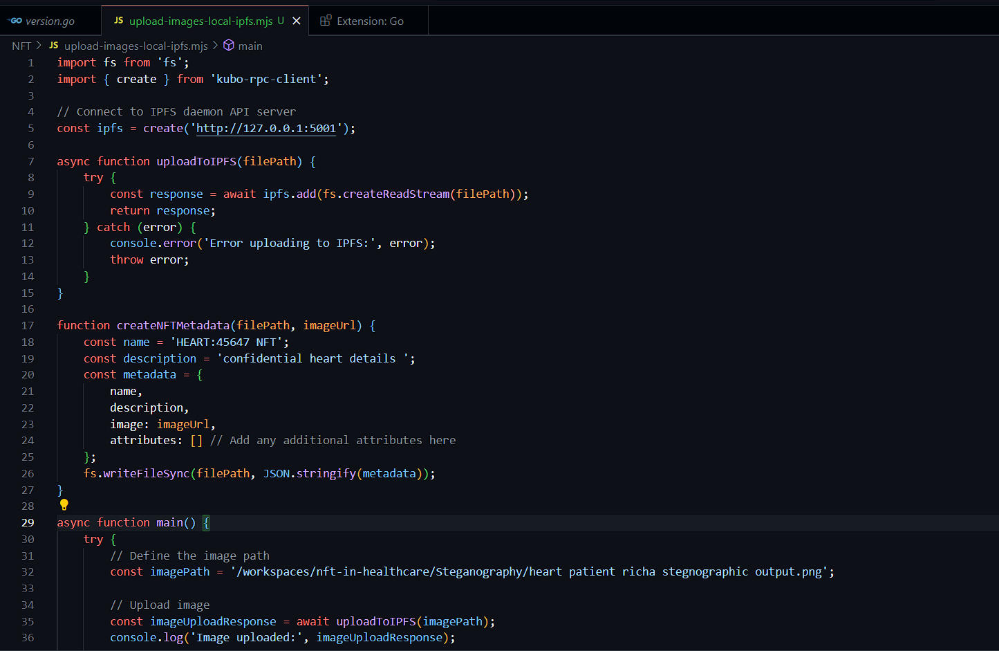 GO version.go
JS upload-images-local-ipfs.mjs U
Extension: Go
NFT > JS upload-images-local-ipfs.mjs > main
1 import fs from 'fs';
2 import { create } from 'kubo-rpc-client';
3
4 // Connect to IPFS daemon API server
5 const ipfs = create('http://127.0.0.1:5001');
6
7 async function uploadToIPFS(filePath) {
8 try {
9 const response = await ipfs.add(fs.createReadStream(filePath));
10 return response;
11 } catch (error) {
12 console.error('Error uploading to IPFS:', error);
13 throw error;
14 }
15 }
16
17 function createNFTMetadata(filePath, imageUrl) {
18 const name = 'HEART:45647 NFT';
19 const description = 'confidential heart details ';
20 const metadata = {
21 name,
22 description,
23 image: imageUrl,
24 attributes: [] // Add any additional attributes here
25 };
26 fs.writeFileSync(filePath, JSON.stringify(metadata));
27 }
28
29 async function main() {
30 try {
31 // Define the image path
32 const imagePath = '/workspaces/nft-in-healthcare/Steganography/heart patient richa stegnographic output.png';
33
34 // Upload image
35 const imageUploadResponse = await uploadToIPFS(imagePath);
36 console.log('Image uploaded:', imageUploadResponse);